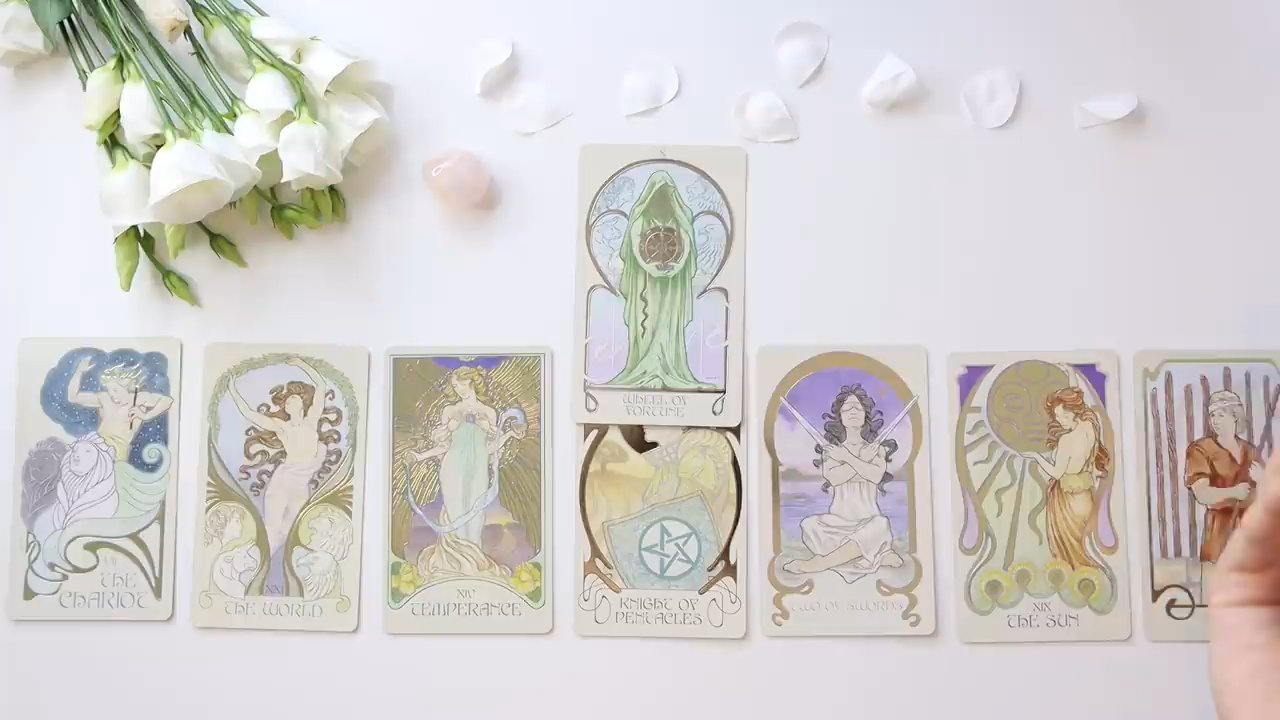 X
WHEEL OF
FORTUNE
VII
THE
CHARIOT
XXI
THE WORLD
XIV
TEMPERANCE
KNIGHT OF
PENTACLES
TWO OF SWORDS
XIX
THE SUN